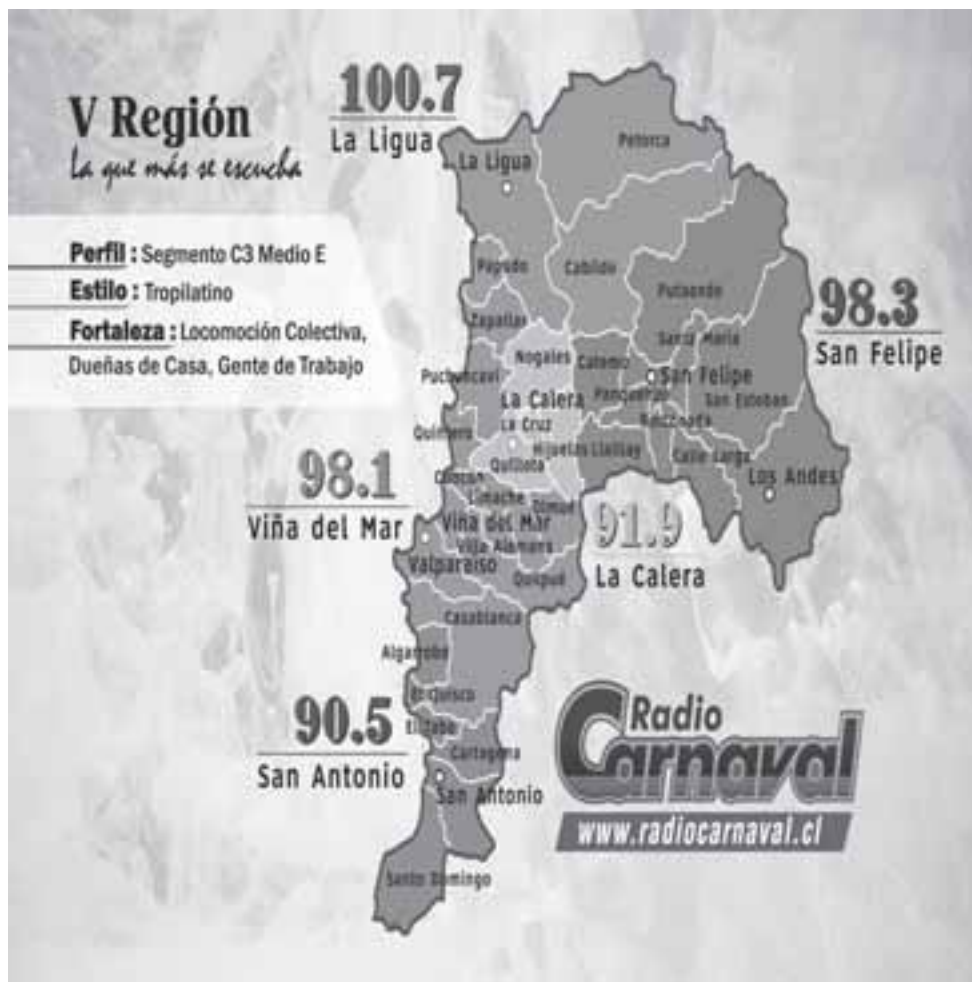 V Región
La que más se escucha
Perfil : Segmento C3 Medio E
Estilo : Tropilatino
Fortaleza : Locomoción Colectiva,
Dueñas de Casa, Gente de Trabajo
100.7
La Ligua
98.3
San Felipe
98.1
Viña del Mar
91.9
La Calera
90.5
San Antonio
Petorca
La Ligua
Papudo
Cabildo
Putaendo
Zapallar
Santa Maria
Nogales
Catemu
San Felipe
Puchuncaví
Panquehue
San Esteban
La Calera
Rinconada
La Cruz
Quintero
Hijuelas
Llaillay
Calle Larga
Quillota
Los Andes
Limache
Olmué
Viña del Mar
Villa Alemana
Valparaíso
Quilpué
Casablanca
Algarrobo
El Quisco
El Tabo
Cartagena
San Antonio
Santo Domingo
Radio
Carnaval
www.radiocarnaval.cl